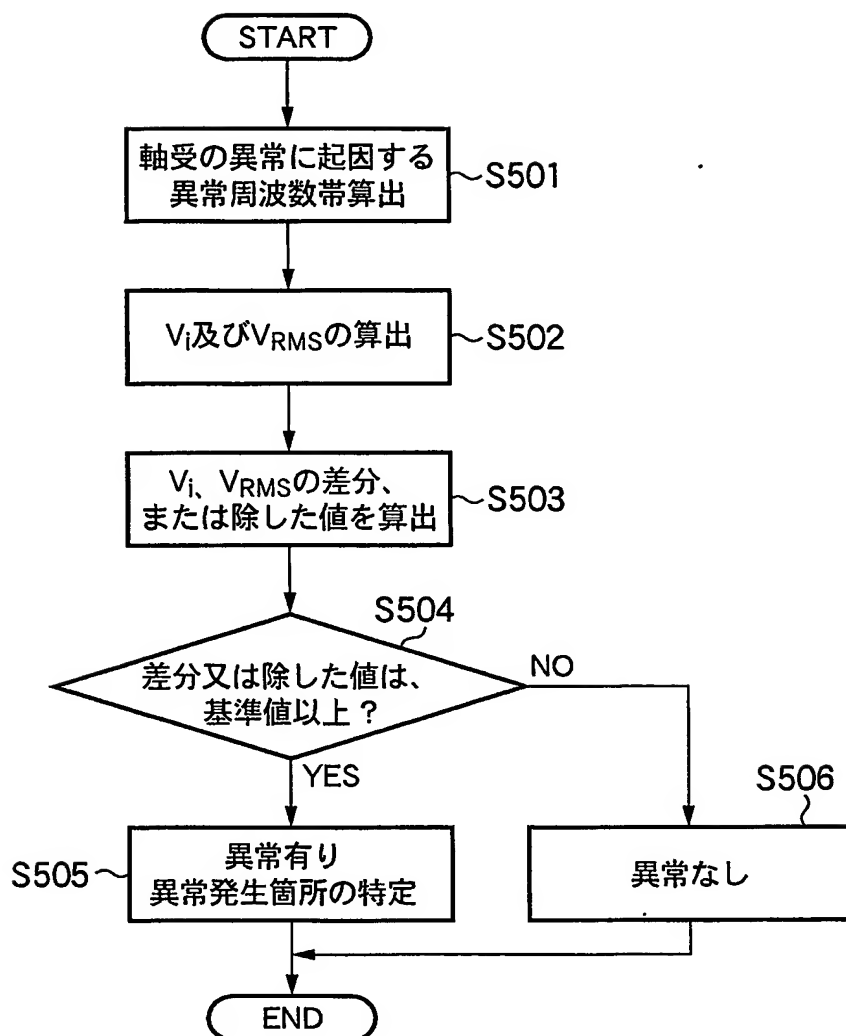 START
軸受の異常に起因する
異常周波数帯算出
S501
Vi及びVRMSの算出
S502
Vi、VRMSの差分、
または除した値を算出
S503
S504
差分又は除した値は、
基準値以上？
NO
YES
S506
S505
異常有り
異常発生箇所の特定
異常なし
END